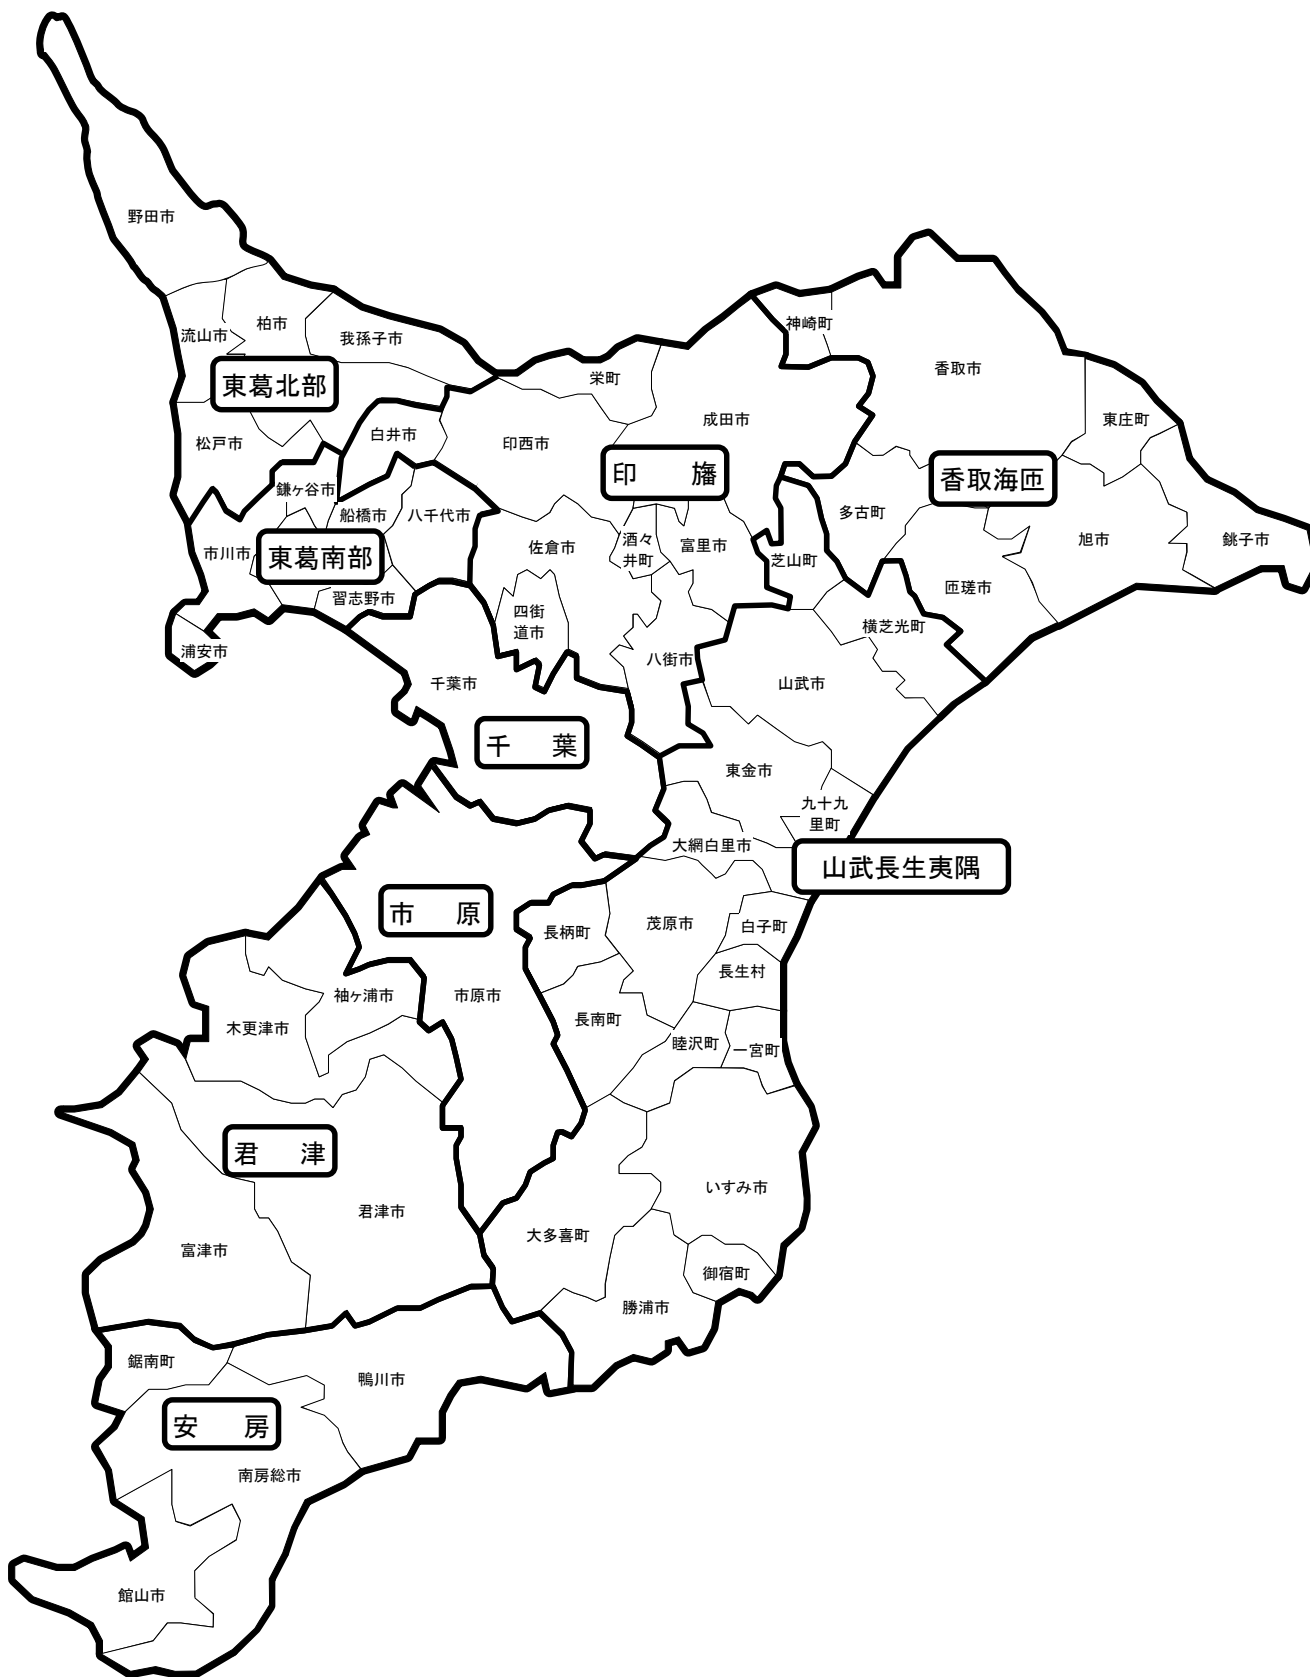 野田市
流山市
柏市
我孫子市
東葛北部
松戸市
白井市
鎌ヶ谷市
船橋市
八千代市
市川市
東葛南部
習志野市
浦安市
栄町
成田市
印西市
印　旛
佐倉市
酒々
井町
富里市
四街
道市
八街市
神崎町
香取市
東庄町
香取海匝
多古町
旭市
銚子市
匝瑳市
芝山町
横芝光町
山武市
東金市
九十九
里町
大網白里市
山武長生夷隅
千葉市
千　葉
市　原
市原市
長柄町
茂原市
白子町
長生村
長南町
睦沢町
一宮町
いすみ市
大多喜町
御宿町
勝浦市
袖ヶ浦市
木更津市
君　津
君津市
富津市
鋸南町
鴨川市
安　房
南房総市
館山市